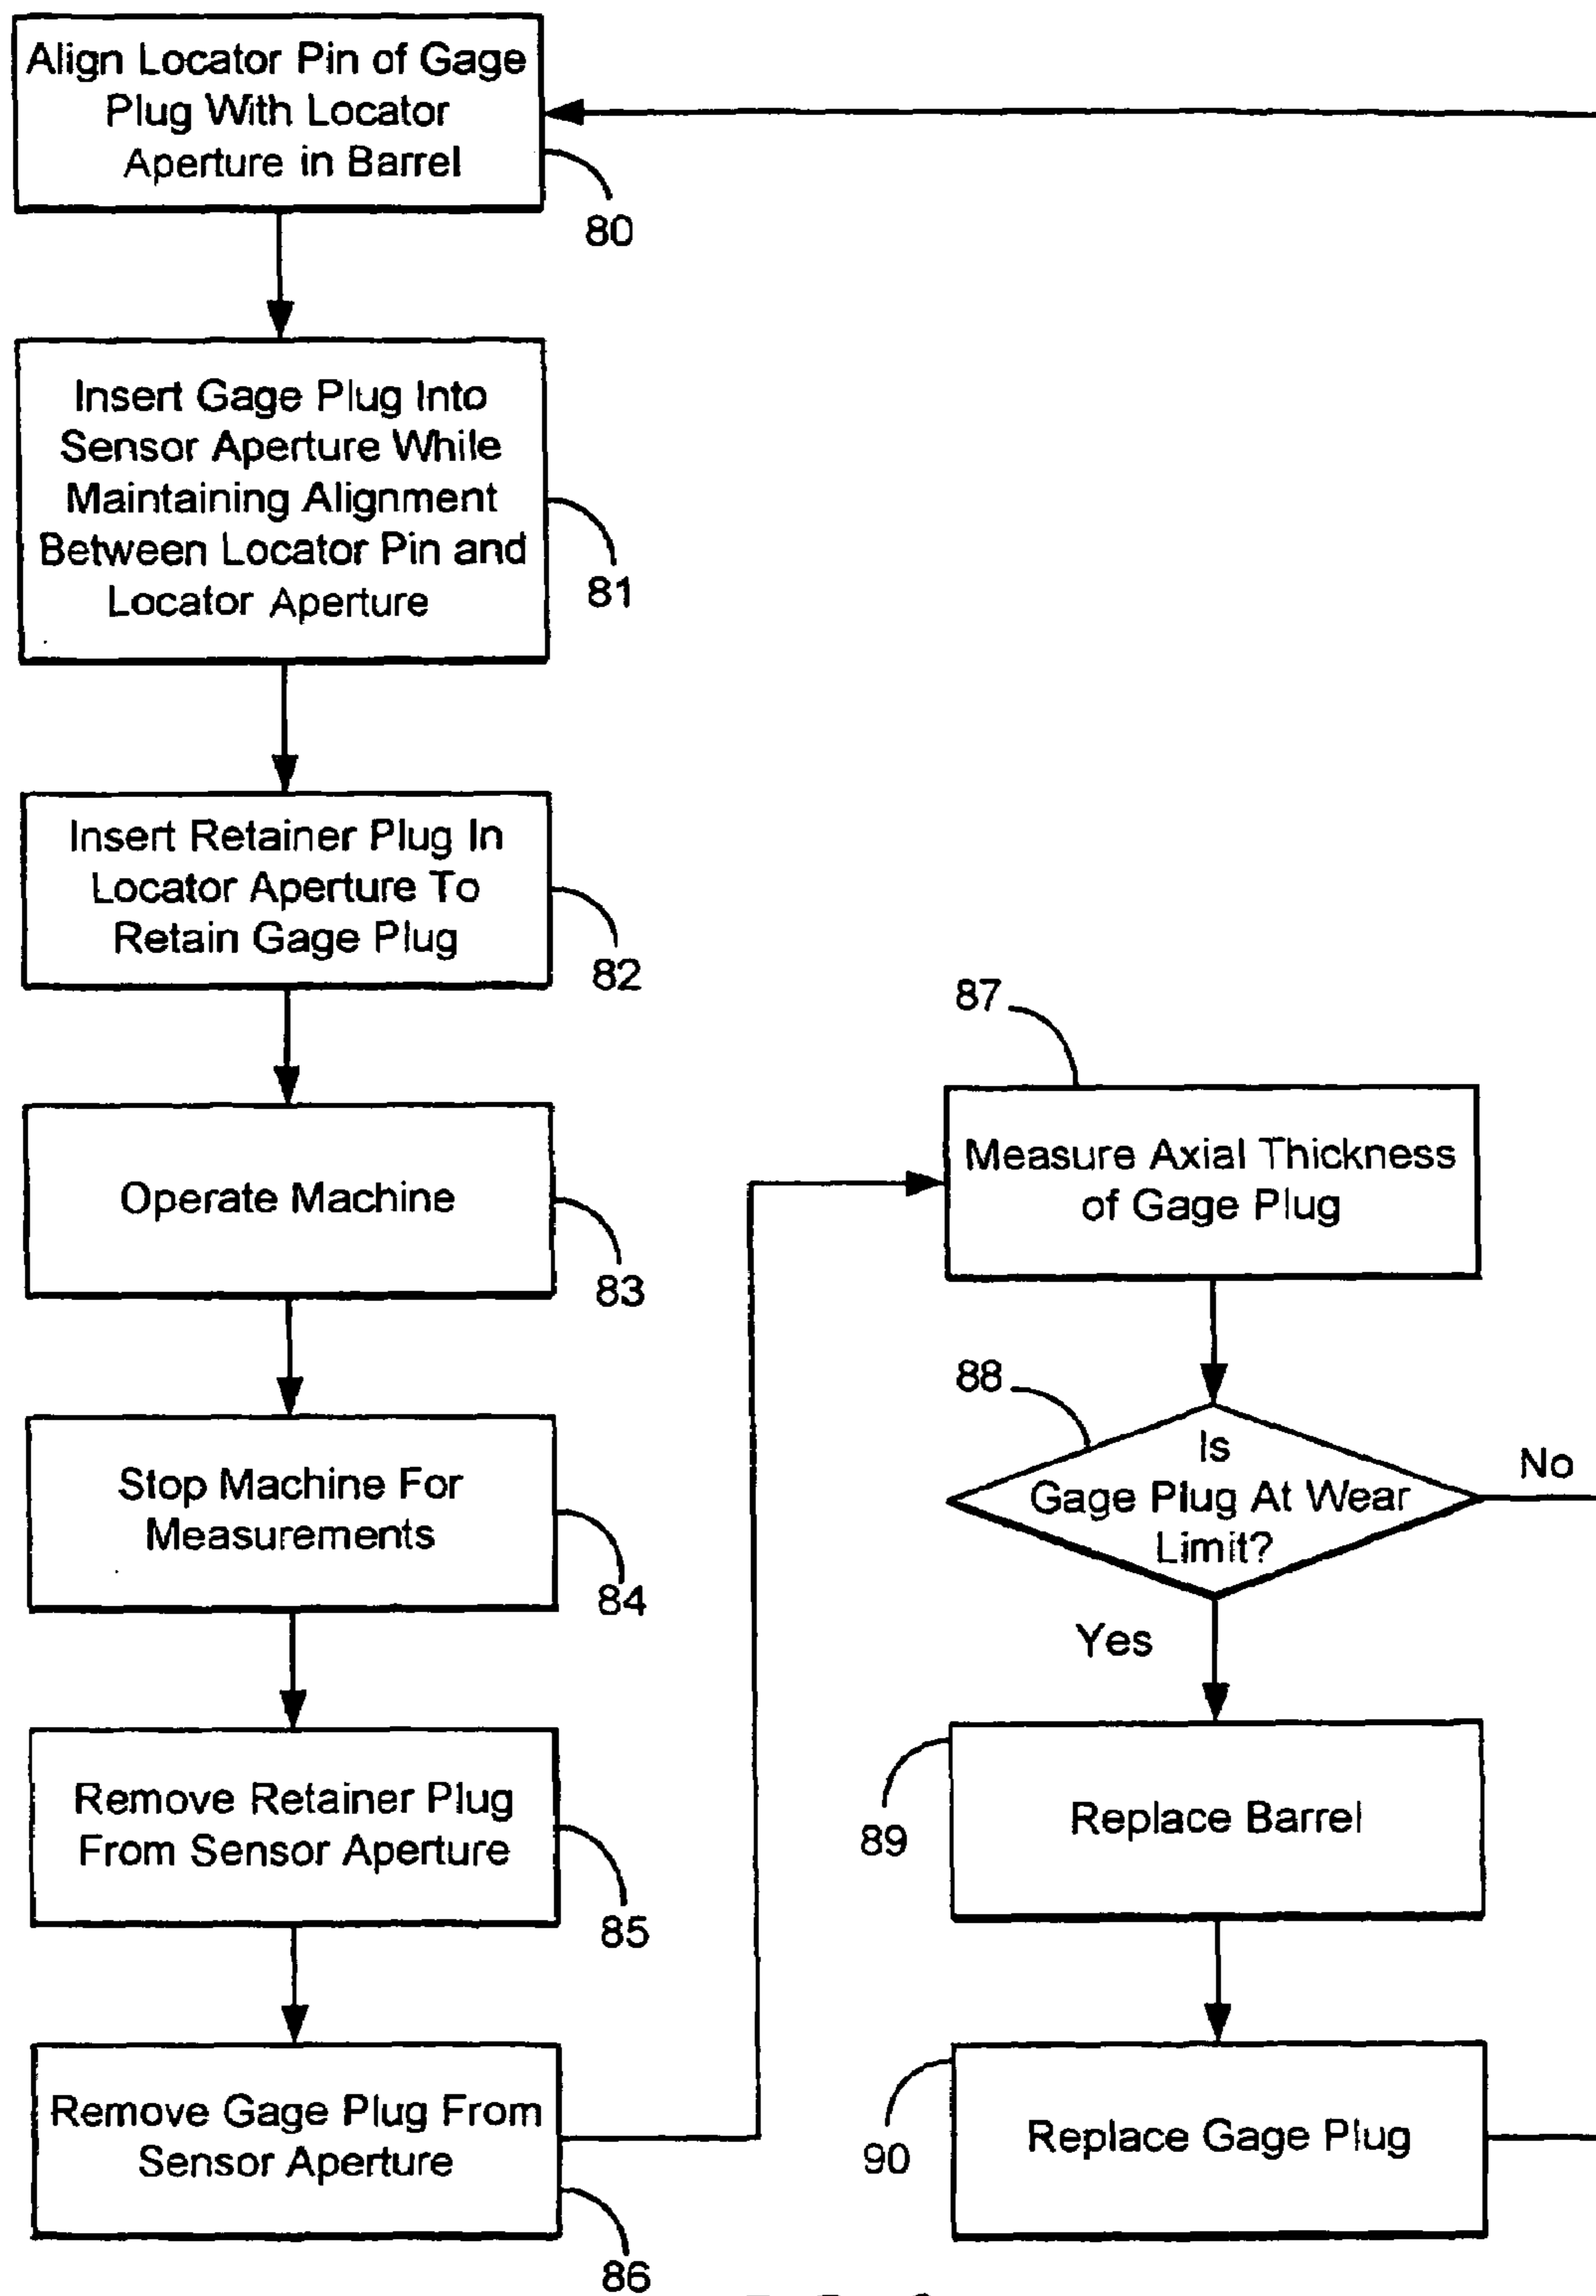 Align Locator Pin of Gage
Plug With Locator
Aperture in Barrel
80
Insert Gage Plug Into
Sensor Aperture While
Maintaining Alignment
Between Locator Pin and
Locator Aperture
81
Insert Retainer Plug In
Locator Aperture To
Retain Gage Plug
82
Operate Machine
83
Stop Machine For
Measurements
84
Remove Retainer Plug
From Sensor Aperture
85
Remove Gage Plug From
Sensor Aperture
86
87
Measure Axial Thickness
of Gage Plug
88
Is
Gage Plug At Wear
Limit?
No
Yes
89
Replace Barrel
90
Replace Gage Plug